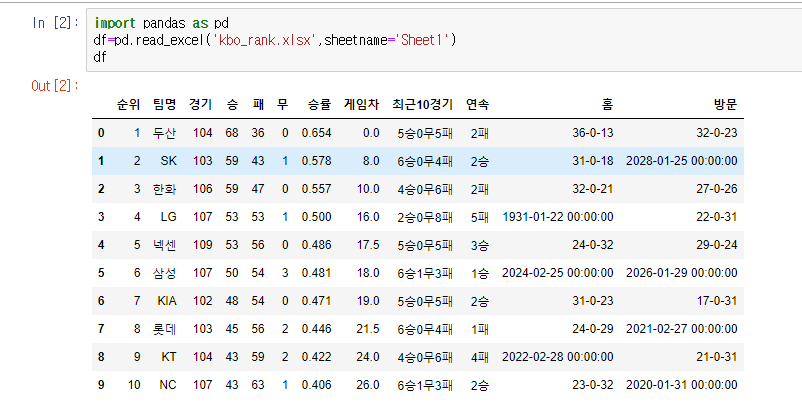 In [2]: import pandas as pd
df=pd.read_excel('kbo_rank.xlsx',sheetname='Sheet1')
df
Out[2]:
순위 팀명 경기 승 패 무 승률 게임차 최근10경기 연속 홈 방문
0 1 두산 104 68 36 0 0.654 0.0 5승0무5패 2패 36-0-13 32-0-23
1 2 SK 103 59 43 1 0.578 8.0 6승0무4패 2승 31-0-18 2028-01-25 00:00:00
2 3 한화 106 59 47 0 0.557 10.0 4승0무6패 2패 32-0-21 27-0-26
3 4 LG 107 53 53 1 0.500 16.0 2승0무8패 5패 1931-01-22 00:00:00 22-0-31
4 5 넥센 109 53 56 0 0.486 17.5 5승0무5패 3승 24-0-32 29-0-24
5 6 삼성 107 50 54 3 0.481 18.0 6승1무3패 1승 2024-02-25 00:00:00 2026-01-29 00:00:00
6 7 KIA 102 48 54 0 0.471 19.0 5승0무5패 2승 31-0-23 17-0-31
7 8 롯데 103 45 56 2 0.446 21.5 6승0무4패 1패 24-0-29 2021-02-27 00:00:00
8 9 KT 104 43 59 2 0.422 24.0 4승0무6패 4패 2022-02-28 00:00:00 21-0-31
9 10 NC 107 43 63 1 0.406 26.0 6승1무3패 2승 23-0-32 2020-01-31 00:00:00